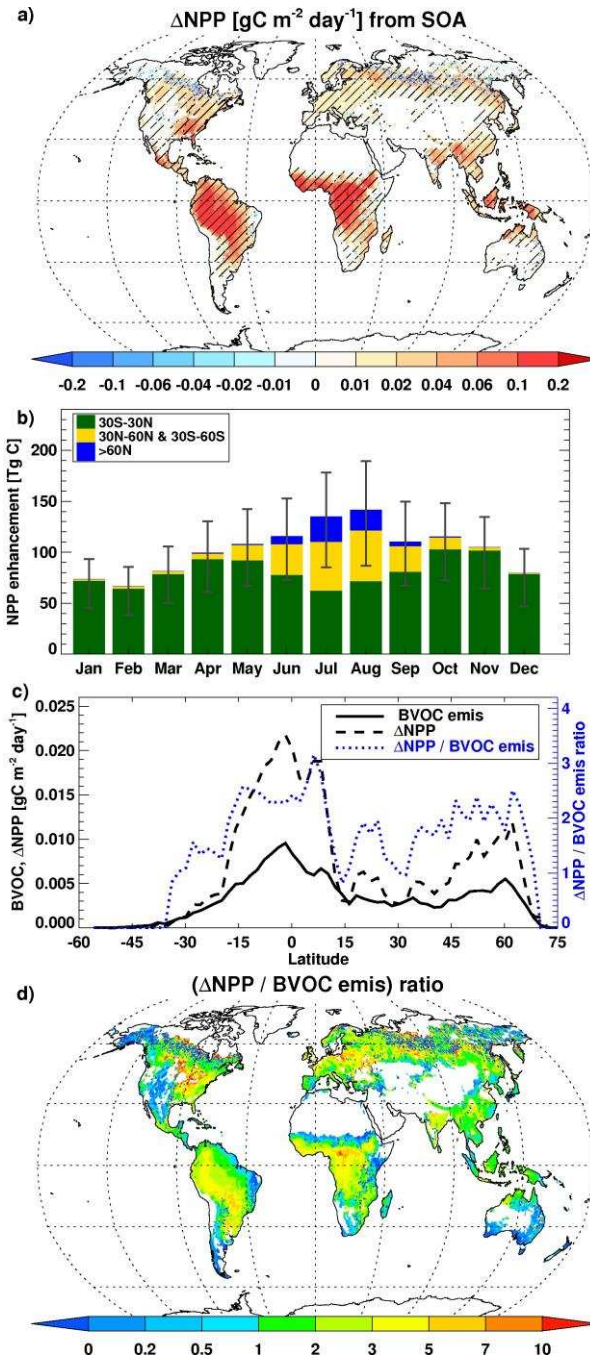 a)
ΔNPP [gC m⁻² day⁻¹] from SOA
-0.2 -0.1 -0.06 -0.04 -0.02 -0.01 0 0.01 0.02 0.04 0.06 0.1 0.2
b)
30S-30N
30N-60N & 30S-60S
>60N
NPP enhancement [Tg C]
200
150
100
50
0
Jan Feb Mar Apr May Jun Jul Aug Sep Oct Nov Dec
c)
BVOC emis
ΔNPP
ΔNPP / BVOC emis ratio
BVOC, ΔNPP [gC m⁻² day⁻¹]
0.025
0.020
0.015
0.010
0.005
0.000
4
3
2
1
0
ΔNPP / BVOC emis ratio
-60 -45 -30 -15 0 15 30 45 60 75
Latitude
d)
(ΔNPP / BVOC emis) ratio
0 0.2 0.5 1 2 3 5 7 10